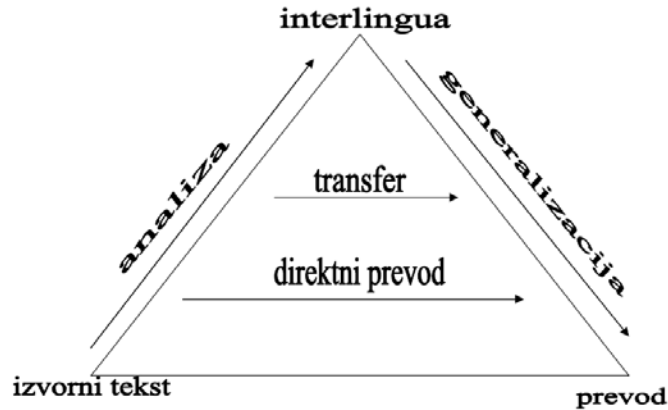 interlingua
analiza
generalizacija
transfer
direktni prevod
izvorni tekst
prevod